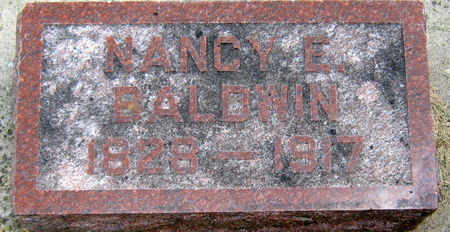 NANCY E.
BALDWIN
1828 — 1917